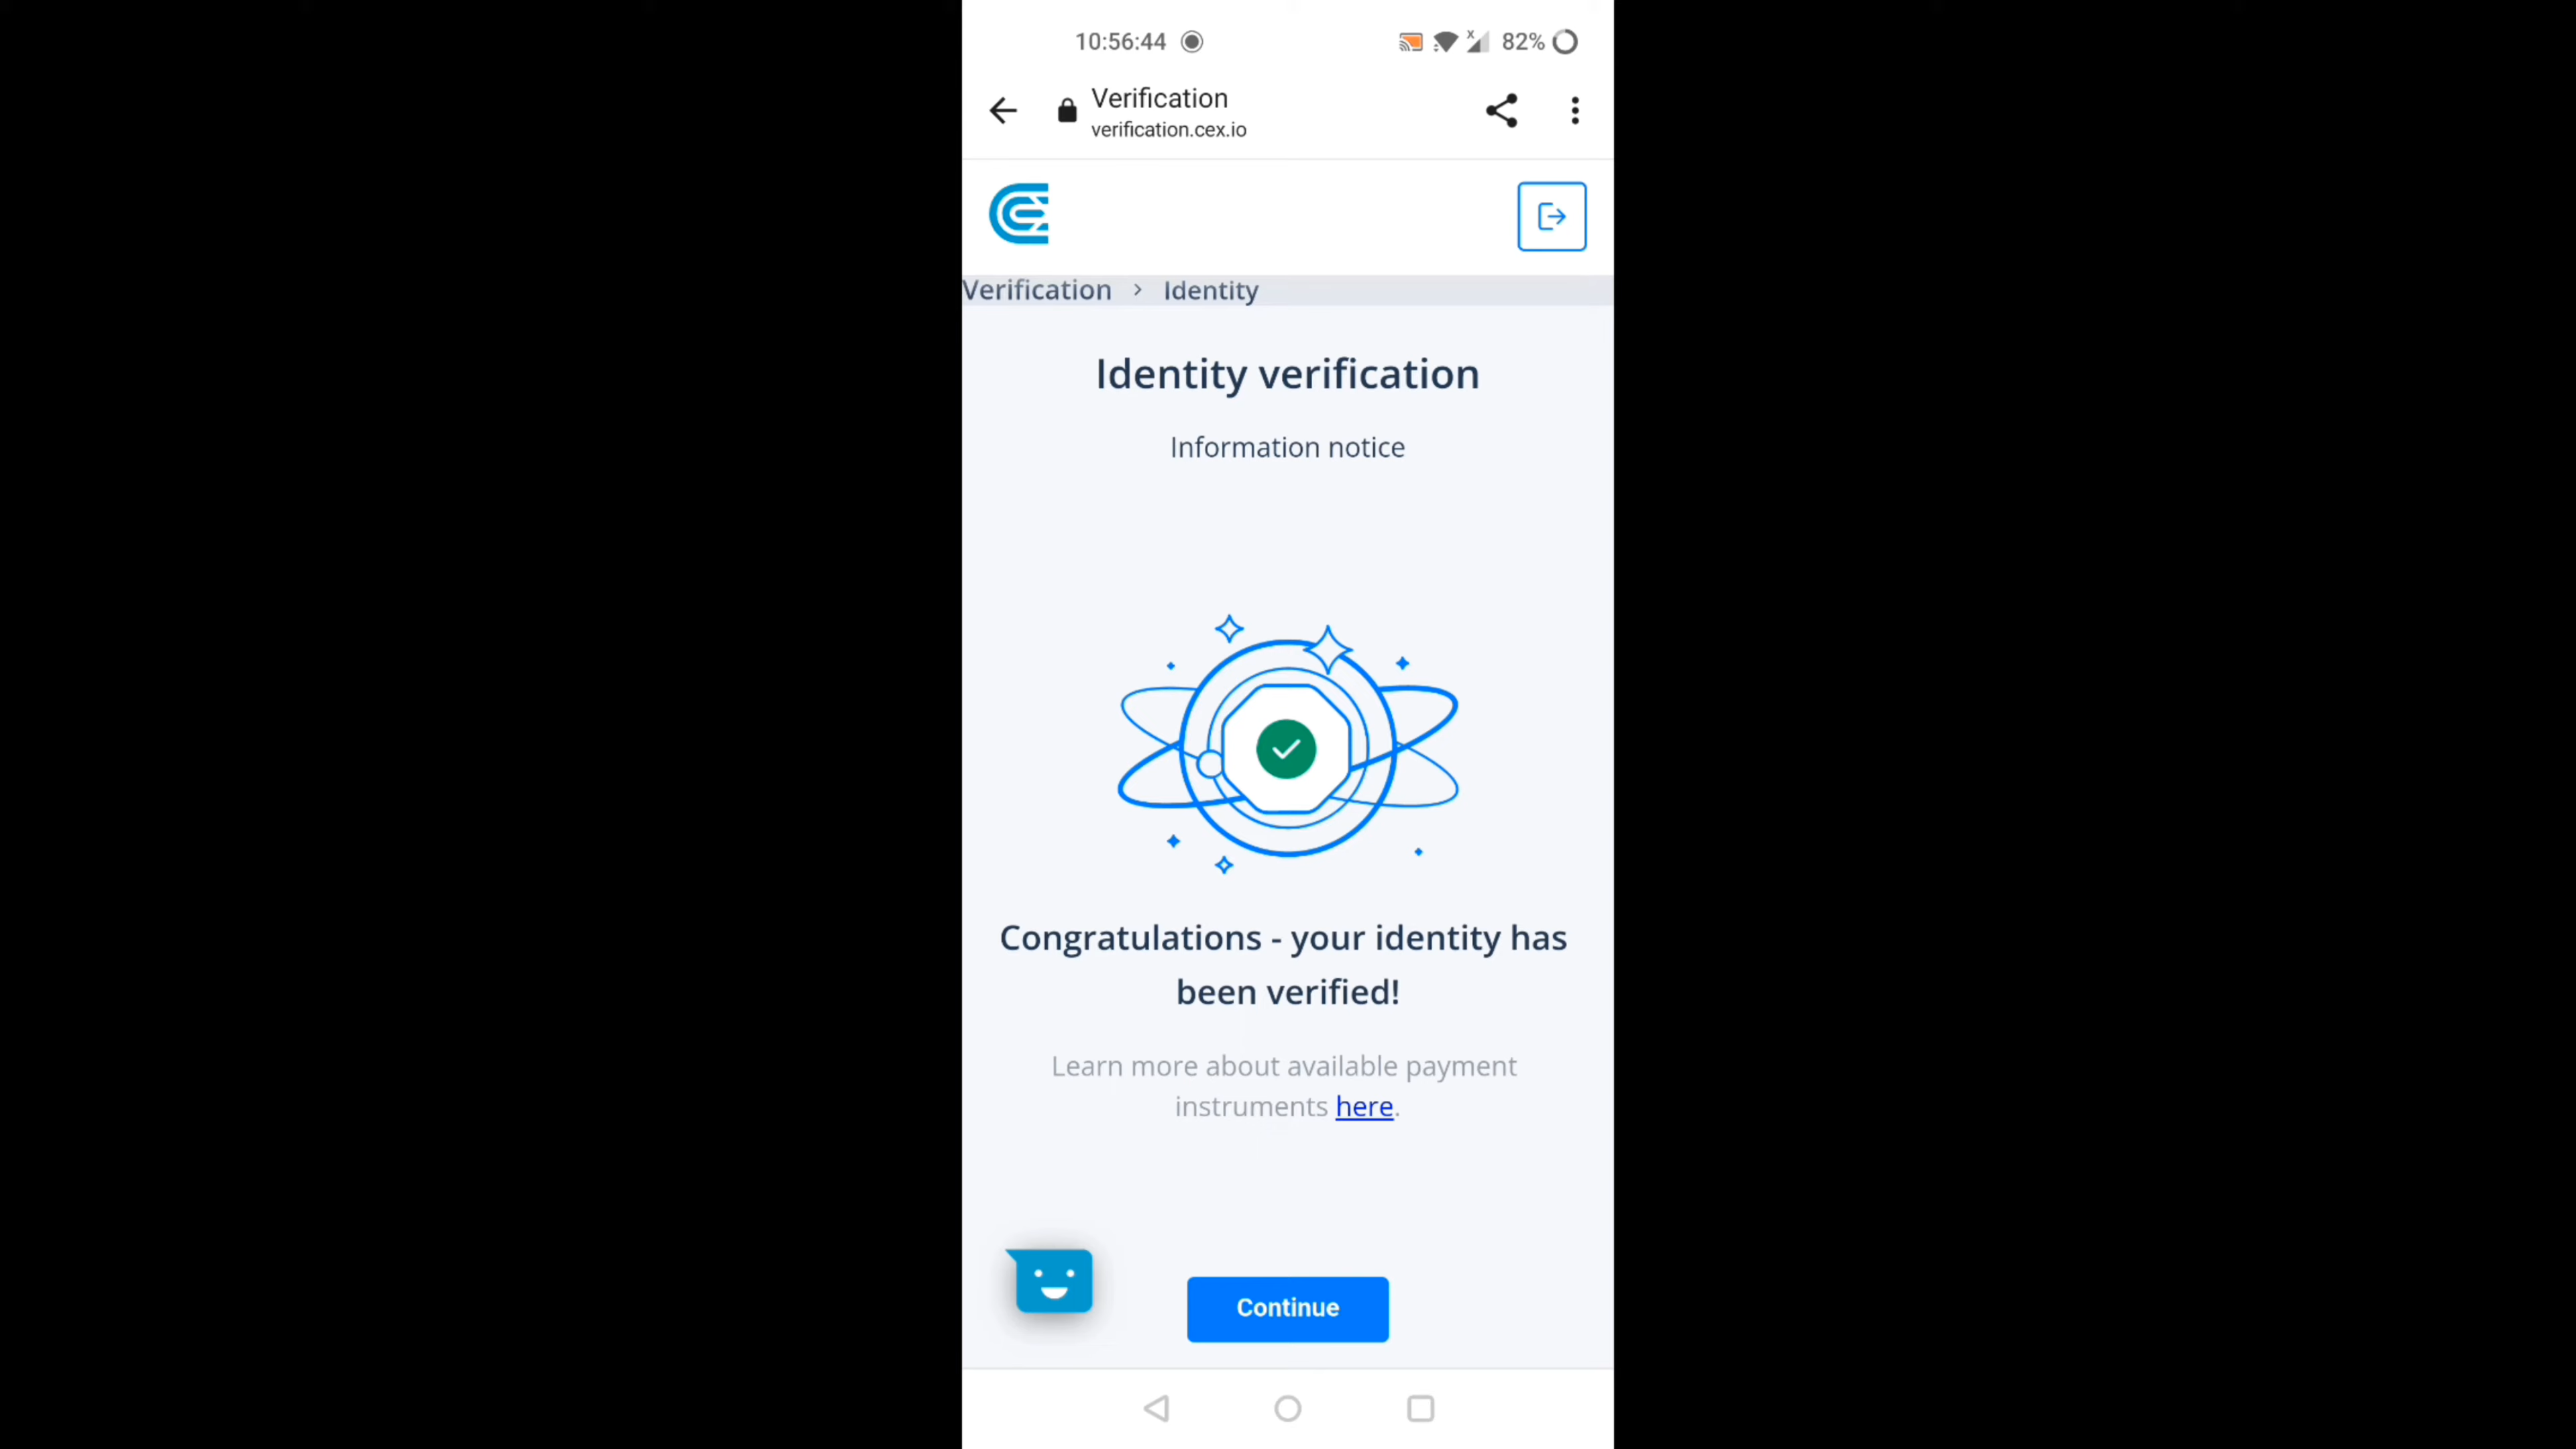 10:56:44
82%
Verification
verification.cex.io
Verification > Identity
Identity verification
Information notice
Congratulations - your identity has
been verified!
Learn more about available payment
instruments here.
Continue